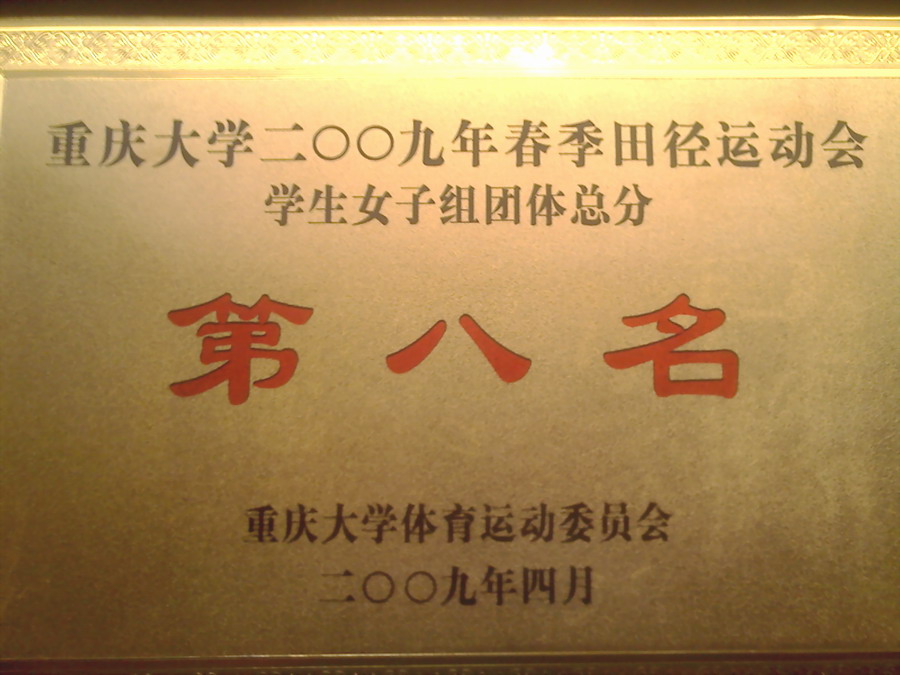 重庆大学二〇〇九年春季田径运动会
学生女子组团体总分
第八名
重庆大学体育运动委员会
二〇〇九年四月